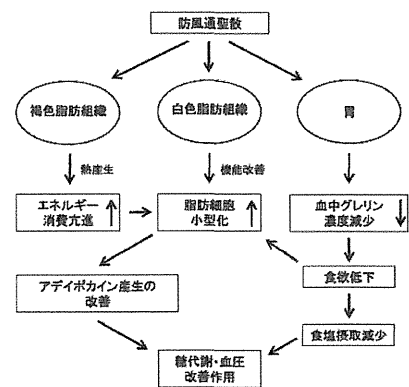 防風通聖散
褐色脂肪組織
白色脂肪組織
胃
熱産生
機能改善
エネルギー
消費亢進
脂肪細胞
小型化
血中グレリン
濃度減少
アディポカイン産生の
改善
食欲低下
食塩摂取減少
糖代謝・血圧
改善作用